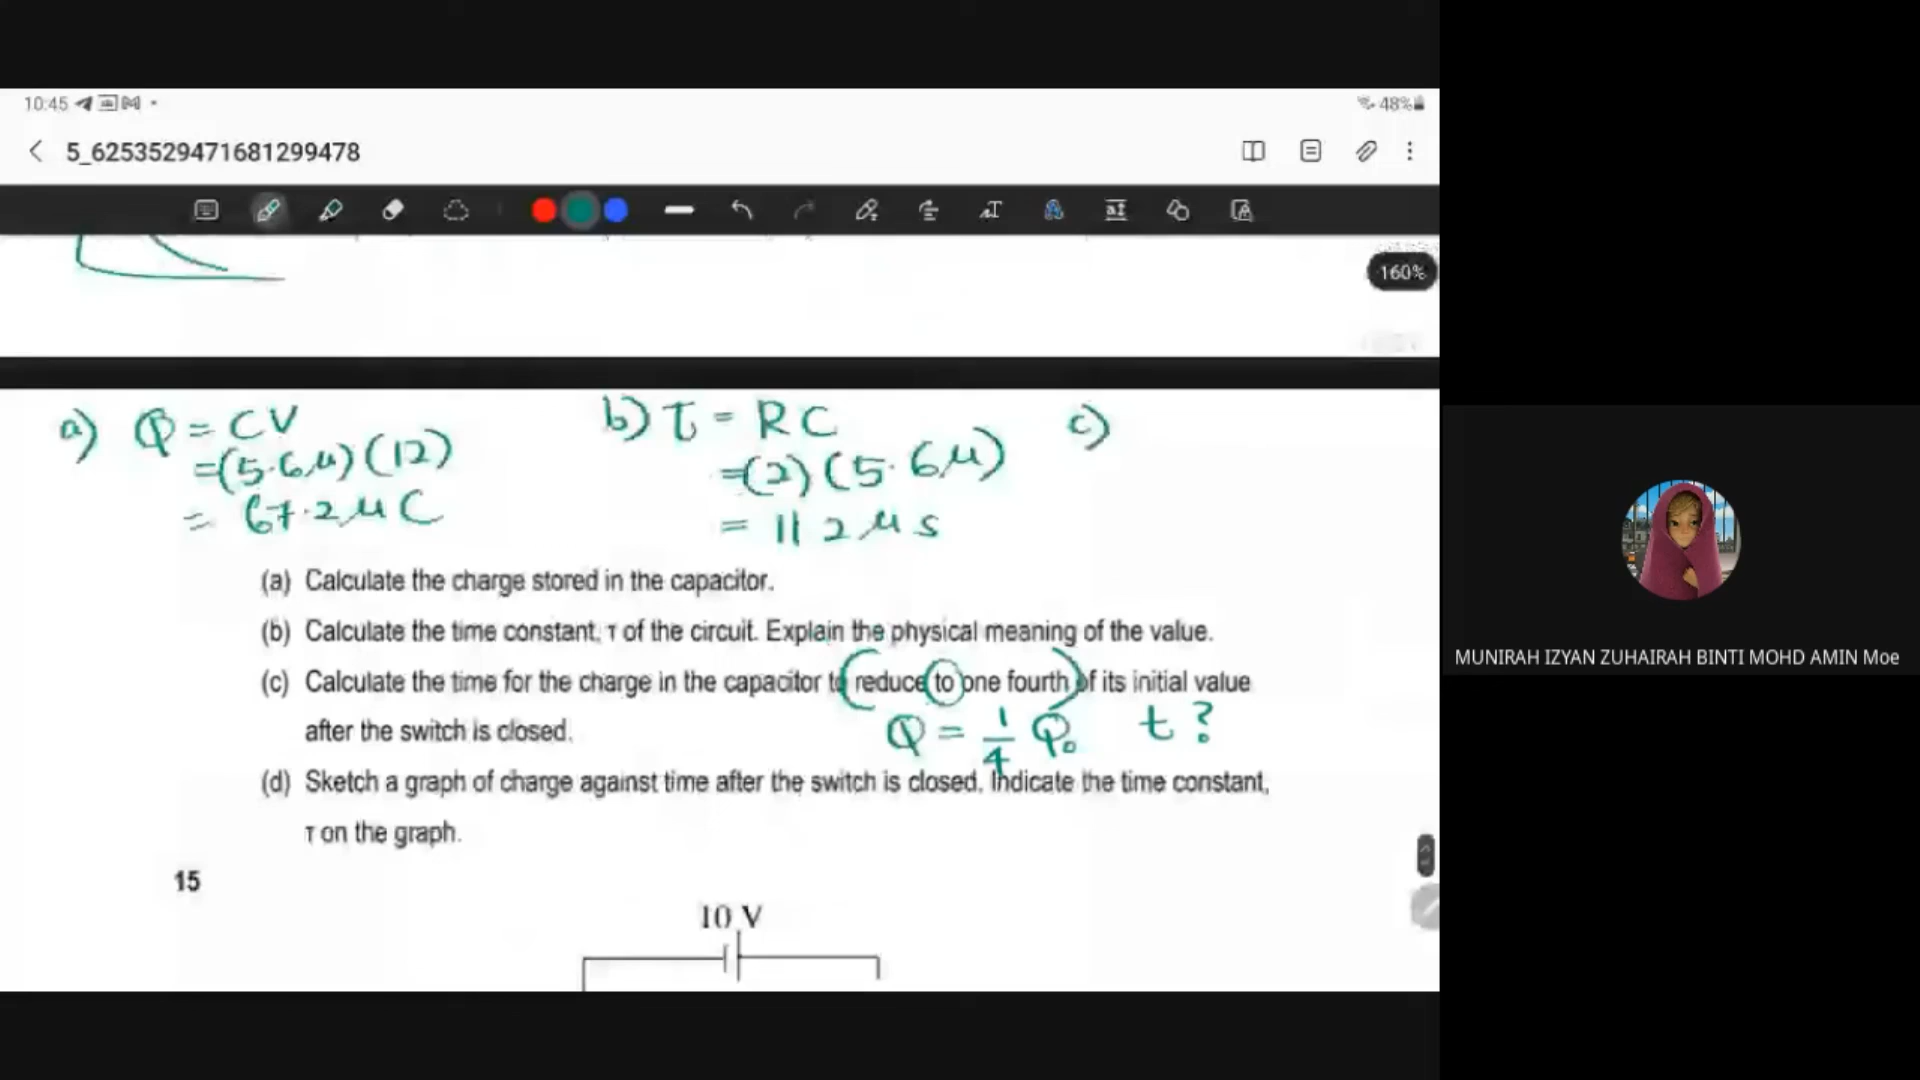 10:45
48%
5_6253529471681299478
160%
a) Q = CV
=(5.6μ)(12)
= 67.2μC
b) τ = RC
=(2)(5.6μ)
= 11 2 μs
c)
(a) Calculate the charge stored in the capacitor.
(b) Calculate the time constant, τ of the circuit. Explain the physical meaning of the value.
(c) Calculate the time for the charge in the capacitor to reduce to one fourth of its initial value
after the switch is closed.
Q = 1/4 Q₀ t?
(d) Sketch a graph of charge against time after the switch is closed. Indicate the time constant,
τ on the graph.
15
10 V
MUNIRAH IZYAN ZUHAIRAH BINTI MOHD AMIN Moe